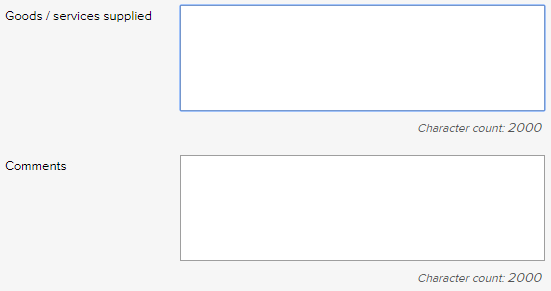 Goods / services supplied
Character count: 2000
Comments
Character count: 2000